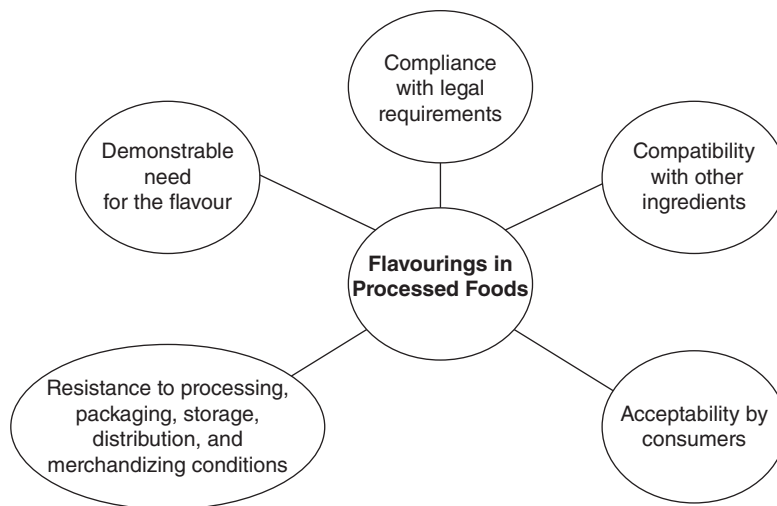 Compliance
with legal
requirements
Demonstrable
need
for the flavour
Compatibility
with other
ingredients
Flavourings in
Processed Foods
Resistance to processing,
packaging, storage,
distribution, and
merchandizing conditions
Acceptability by
consumers